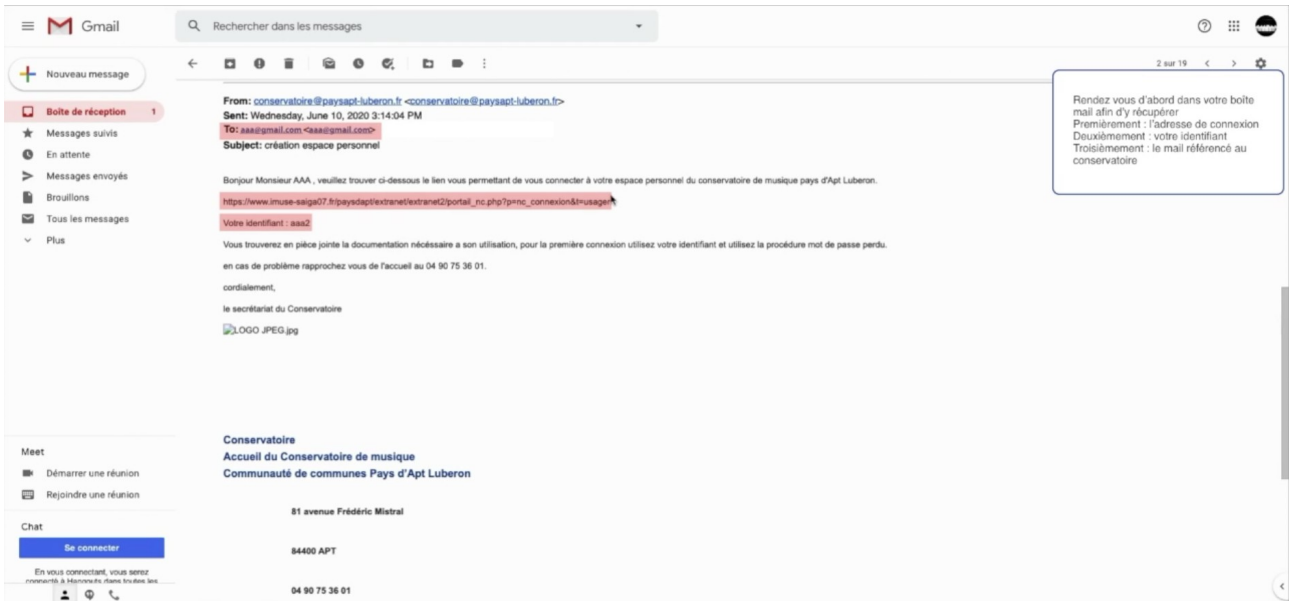 Gmail
Rechercher dans les messages
Nouveau message
2 sur 19
Boîte de réception 1
Messages suivis
En attente
Messages envoyés
Brouillons
Tous les messages
Plus
From: conservatoire@paysapt-luberon.fr <conservatoire@paysapt-luberon.fr>
Sent: Wednesday, June 10, 2020 3:14:04 PM
To: aaa@gmail.com <aaa@gmail.com>
Subject: création espace personnel
Bonjour Monsieur AAA , veuillez trouver ci-dessous le lien vous permettant de vous connecter à votre espace personnel du conservatoire de musique pays d'Apt Luberon.
https://www.imuse-saiga07.fr/paysdapt/extranet/extranet2/portail_nc.php?p=nc_connexion&t=usager
Votre identifiant : aaa2
Vous trouverez en pièce jointe la documentation nécéssaire a son utilisation, pour la première connexion utilisez votre identifiant et utilisez la procédure mot de passe perdu.
en cas de problème rapprochez vous de l'accueil au 04 90 75 36 01.
cordialement,
le secrétariat du Conservatoire
LOGO JPEG.jpg
Rendez vous d'abord dans votre boîte
mail afin d'y récupérer
Premièrement : l'adresse de connexion
Deuxièmement : votre identifiant
Troisièmement : le mail référencé au
conservatoire
Conservatoire
Accueil du Conservatoire de musique
Communauté de communes Pays d'Apt Luberon
81 avenue Frédéric Mistral
84400 APT
04 90 75 36 01
Meet
Démarrer une réunion
Rejoindre une réunion
Chat
Se connecter
En vous connectant, vous serez
connecté à Hangouts dans toutes les